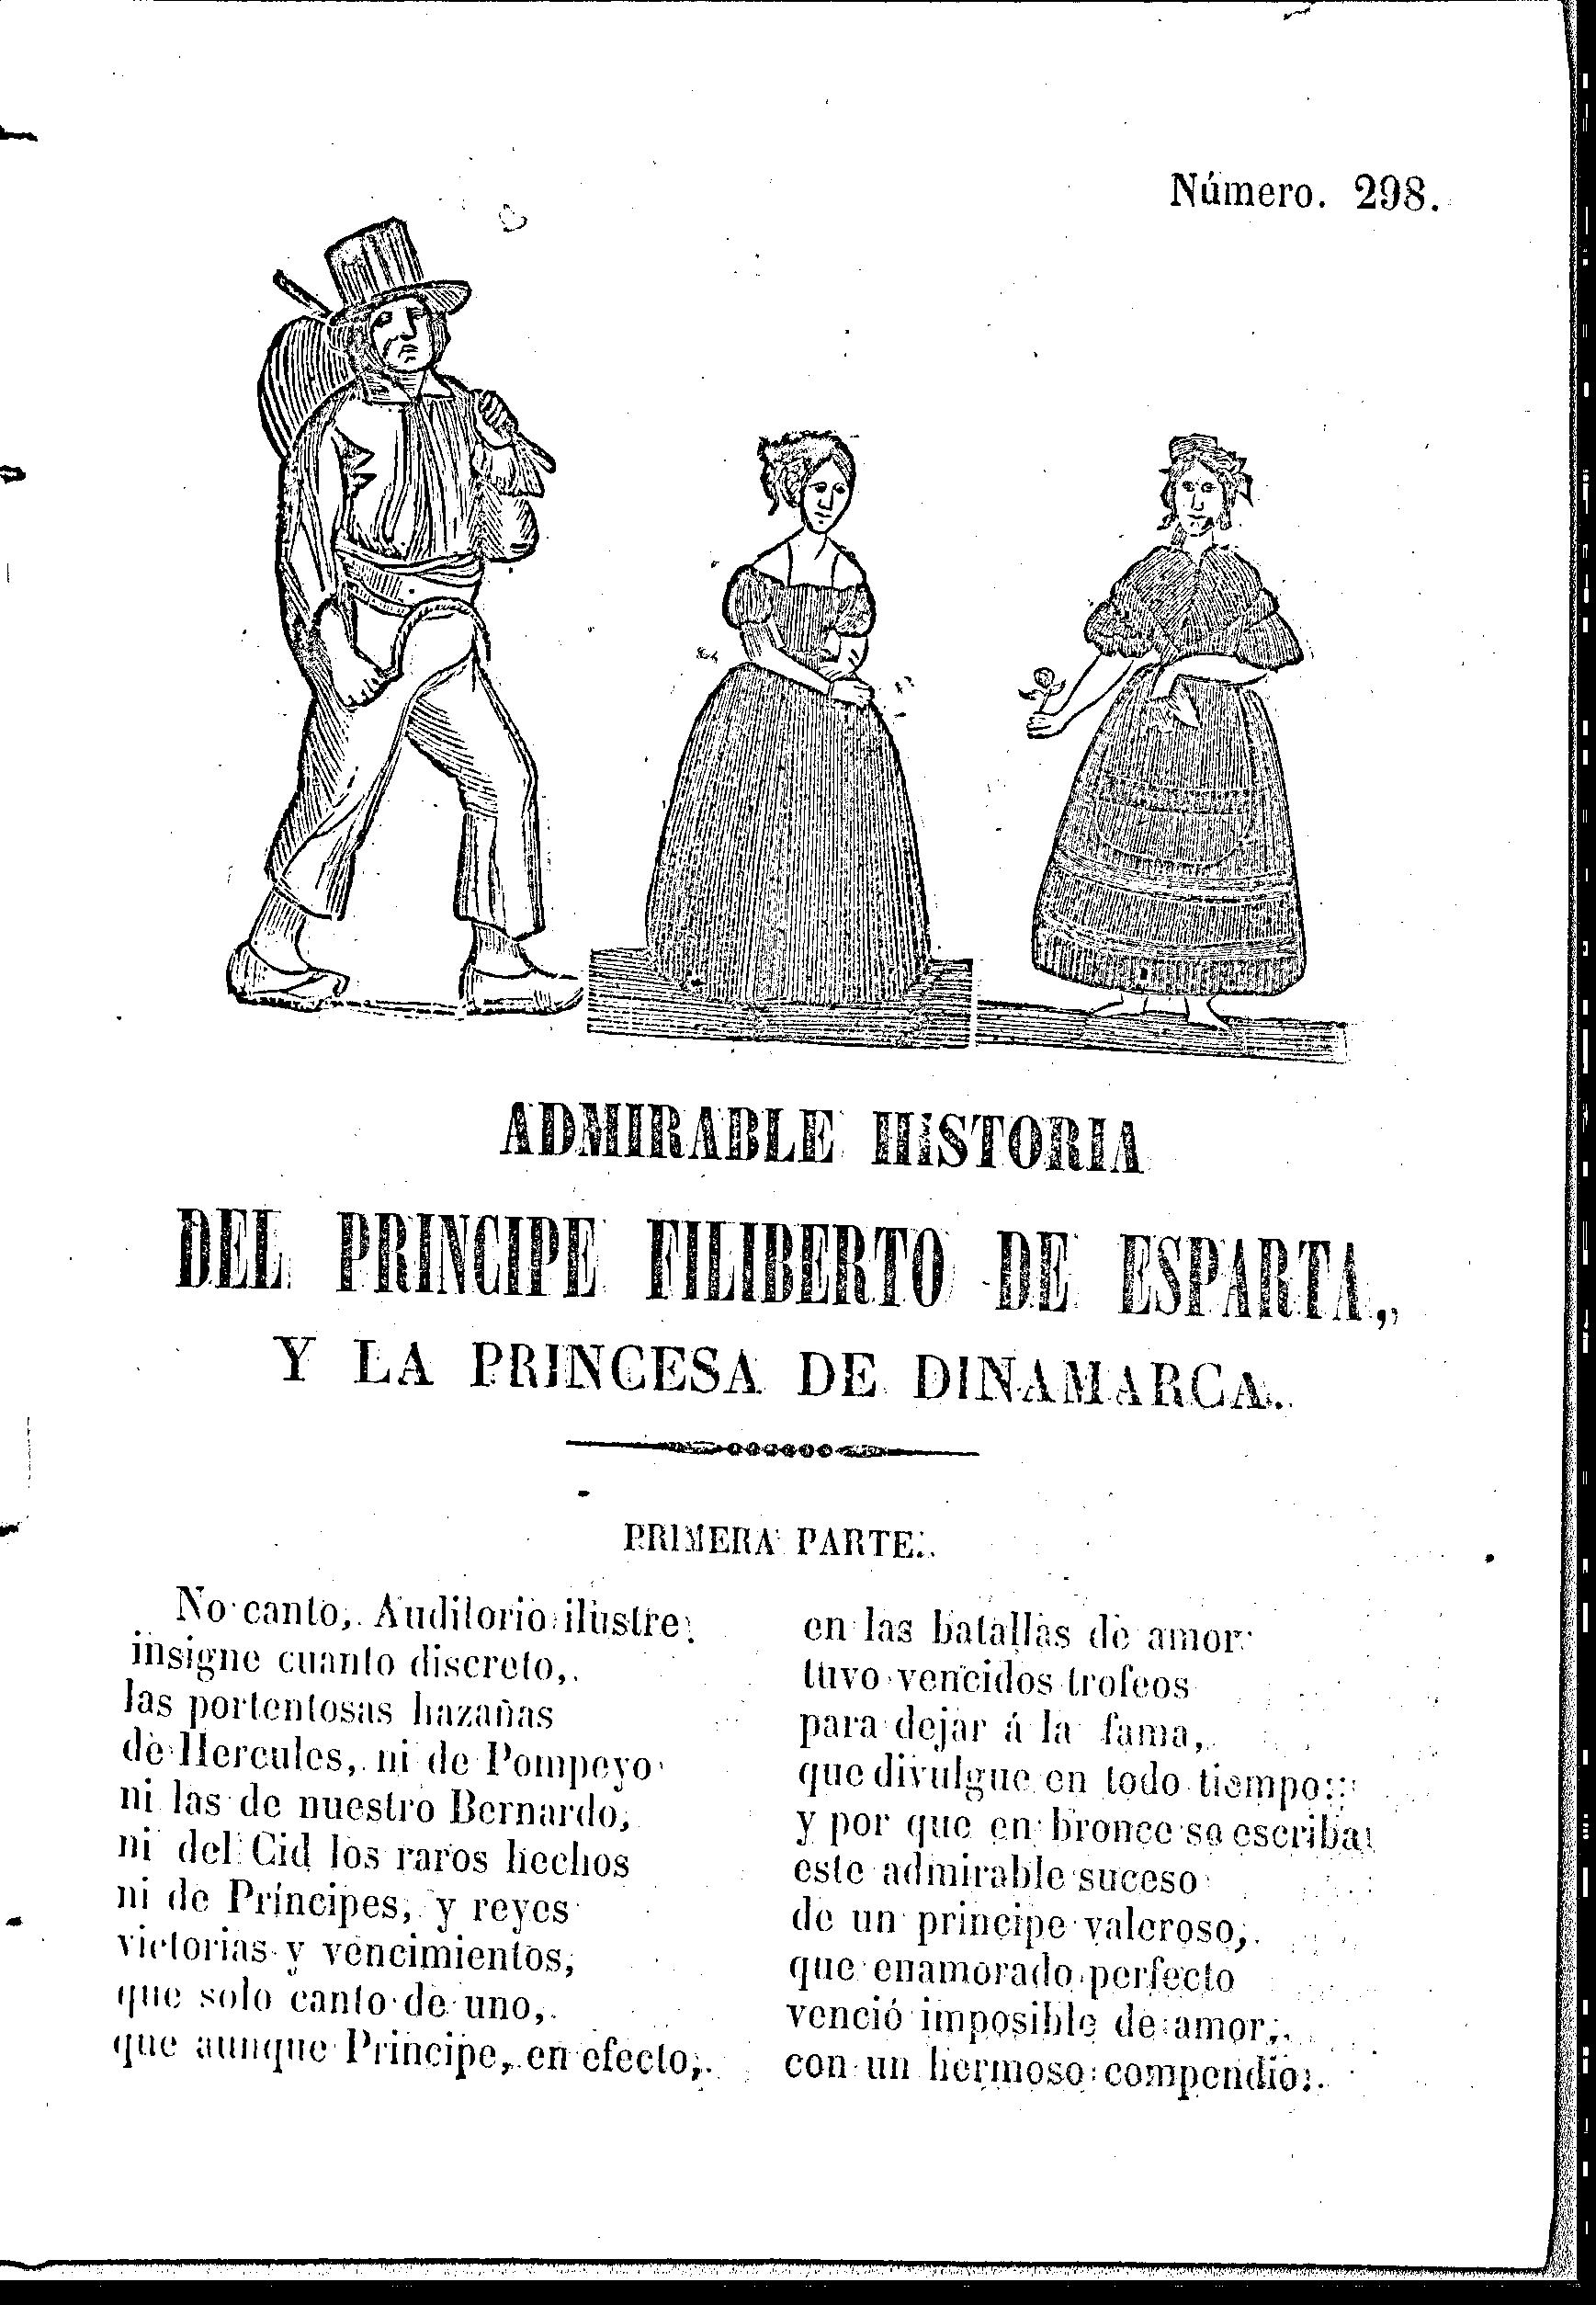 Número. 298.
ADMIRABLE HISTORIA
DEL PRINCIPE FILIBERTO DE ESPARTA,
Y LA PRINCESA DE DINAMARCA.
PRIMERA PARTE.
No canto, Auditorio ilustre
insigne cuanto discreto,
las portentosas hazañas
de Hercules, ni de Pompeyo
ni las de nuestro Bernardo,
ni del Cid los raros hechos
ni de Príncipes, y reyes
victorias y vencimientos,
que solo canto de uno,
que aunque Principe, en efecto,
en las batallas de amor
tuvo vencidos trofeos
para dejar á la fama,
que divulgue en todo tiempo:
y por que en bronce se escriba
este admirable suceso
de un principe valeroso,
que enamorado perfecto
venció imposible de amor,
con un hermoso compendio.